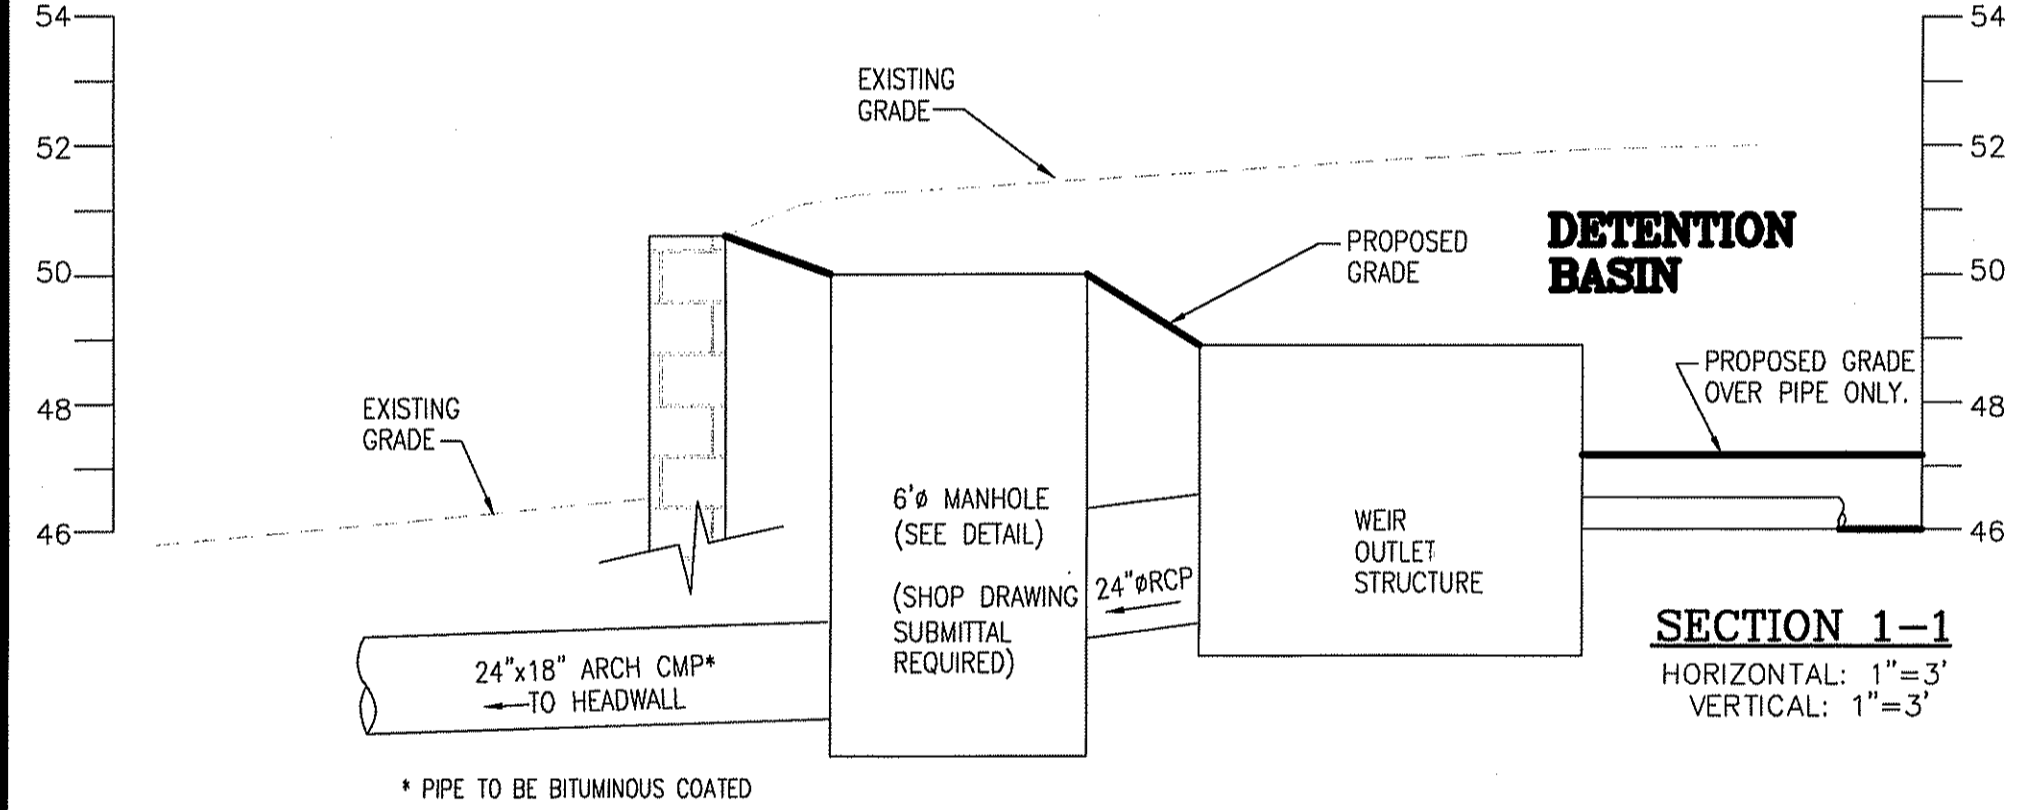 54
52
50
48
46
EXISTING
GRADE
EXISTING
GRADE
PROPOSED
GRADE
DETENTION
BASIN
PROPOSED GRADE
OVER PIPE ONLY.
6'ø MANHOLE
(SEE DETAIL)
(SHOP DRAWING
SUBMITTAL
REQUIRED)
24"øRCP
WEIR
OUTLET
STRUCTURE
24"x18" ARCH CMP*
TO HEADWALL
* PIPE TO BE BITUMINOUS COATED
54
52
50
48
46
SECTION 1-1
HORIZONTAL: 1"=3'
VERTICAL: 1"=3'